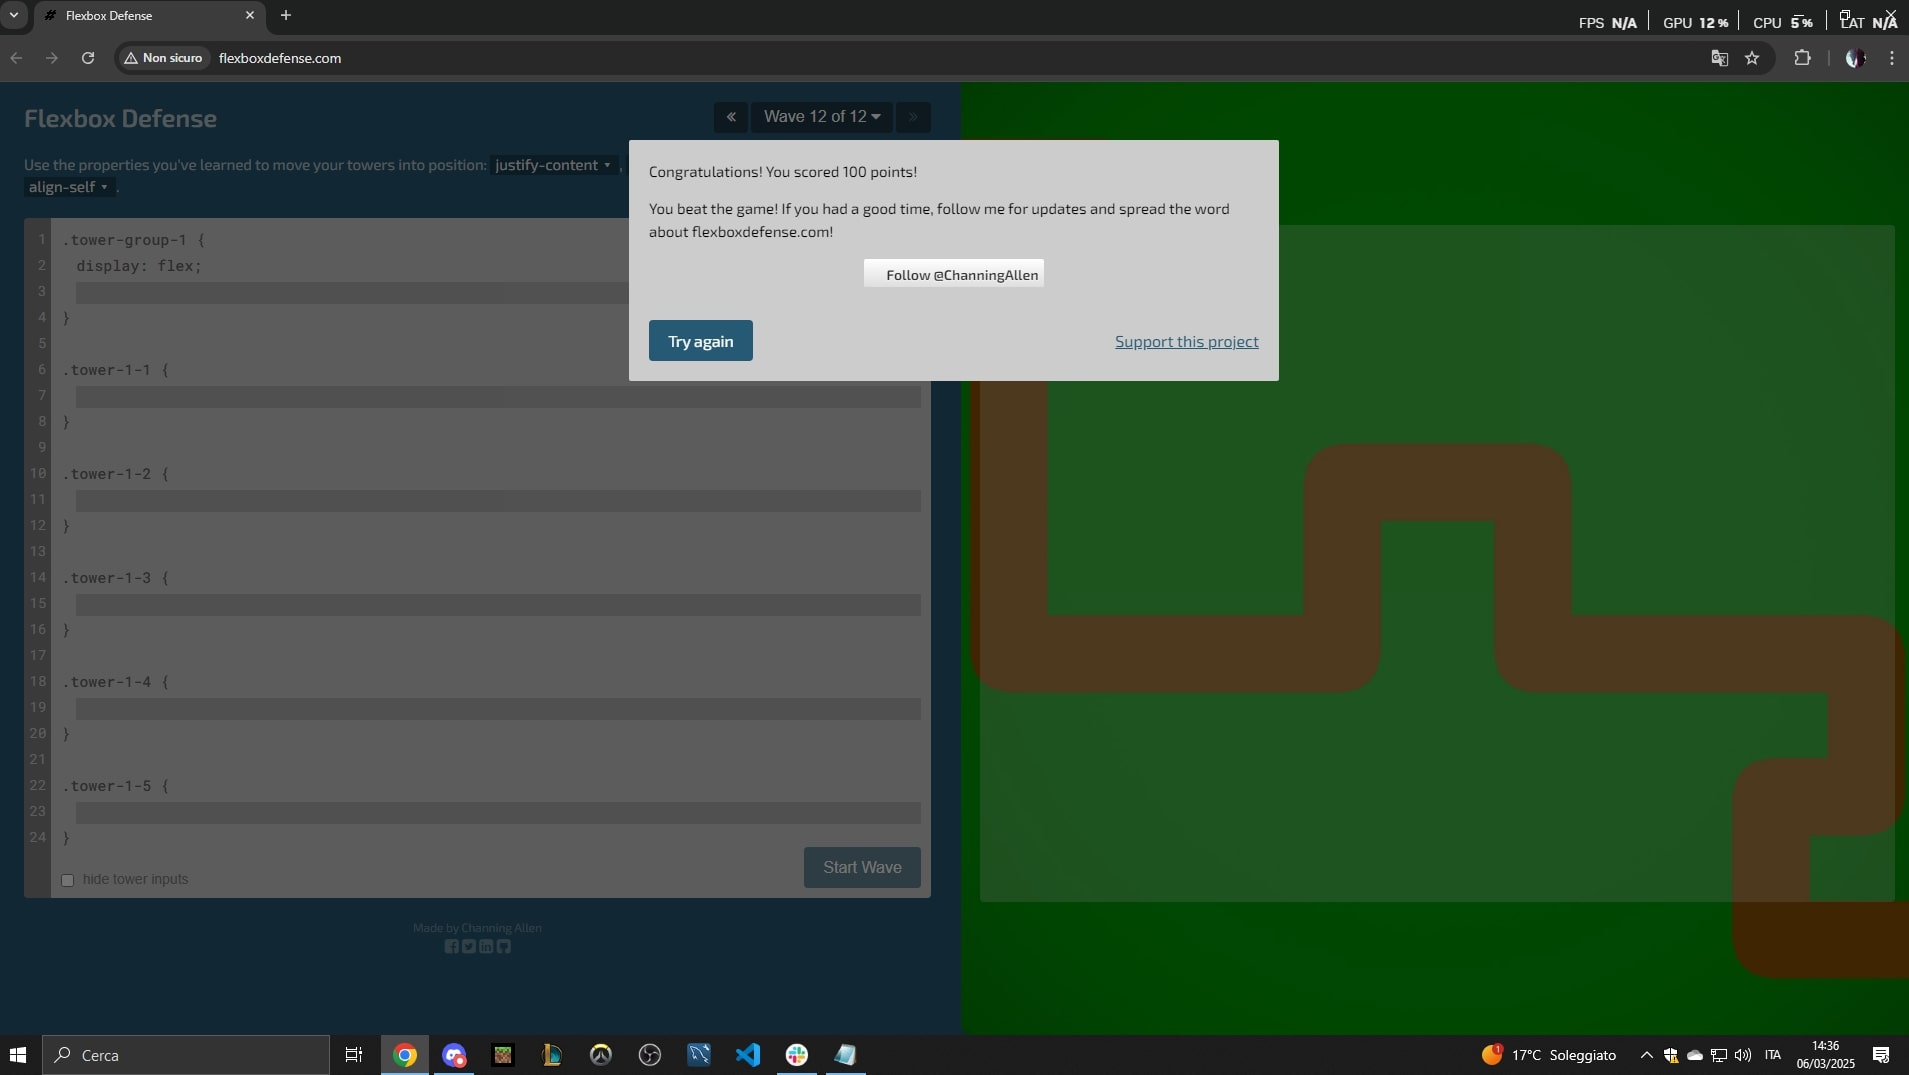 Flexbox Defense
FPS N/A GPU 12 % CPU 5 % LAT N/A
Non sicuro flexboxdefense.com
Flexbox Defense
« Wave 12 of 12 »
Use the properties you've learned to move your towers into position: justify-content ,
align-self .
Congratulations! You scored 100 points!
You beat the game! If you had a good time, follow me for updates and spread the word
about flexboxdefense.com!
Follow @ChanningAllen
Try again
Support this project
1 .tower-group-1 {
2 display: flex;
3
4 }
5
6 .tower-1-1 {
7
8 }
9
10 .tower-1-2 {
11
12 }
13
14 .tower-1-3 {
15
16 }
17
18 .tower-1-4 {
19
20 }
21
22 .tower-1-5 {
23
24 }
Start Wave
hide tower inputs
Made by Channing Allen
Cerca
17°C Soleggiato
ITA
14:36
06/03/2025